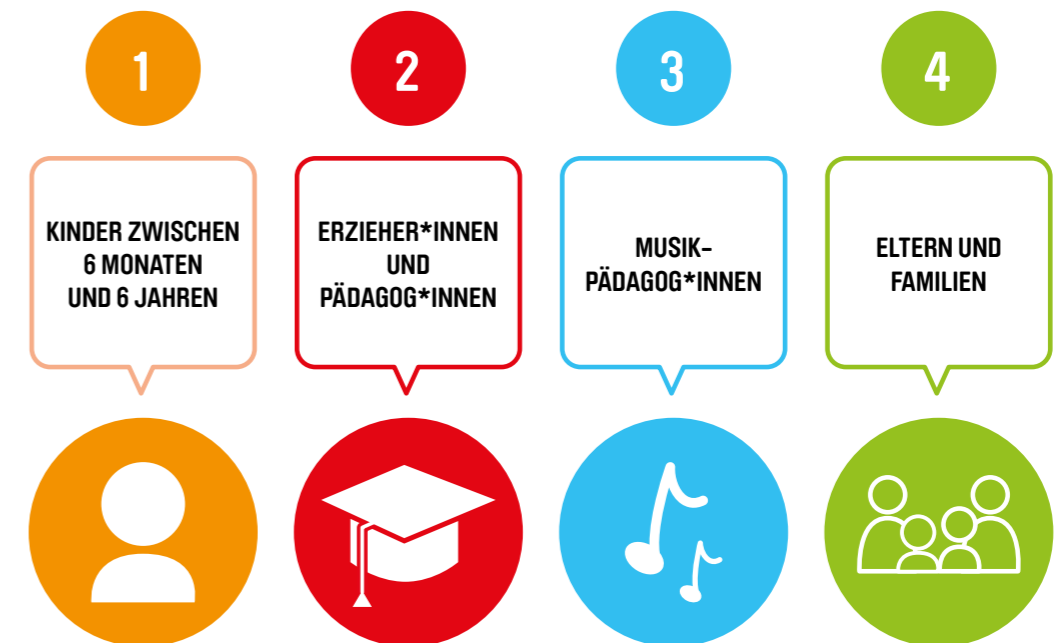 1
2
3
4
KINDER ZWISCHEN
6 MONATEN
UND 6 JAHREN
ERZIEHER*INNEN
UND
PÄDAGOG*INNEN
MUSIK-
PÄDAGOG*INNEN
ELTERN UND
FAMILIEN